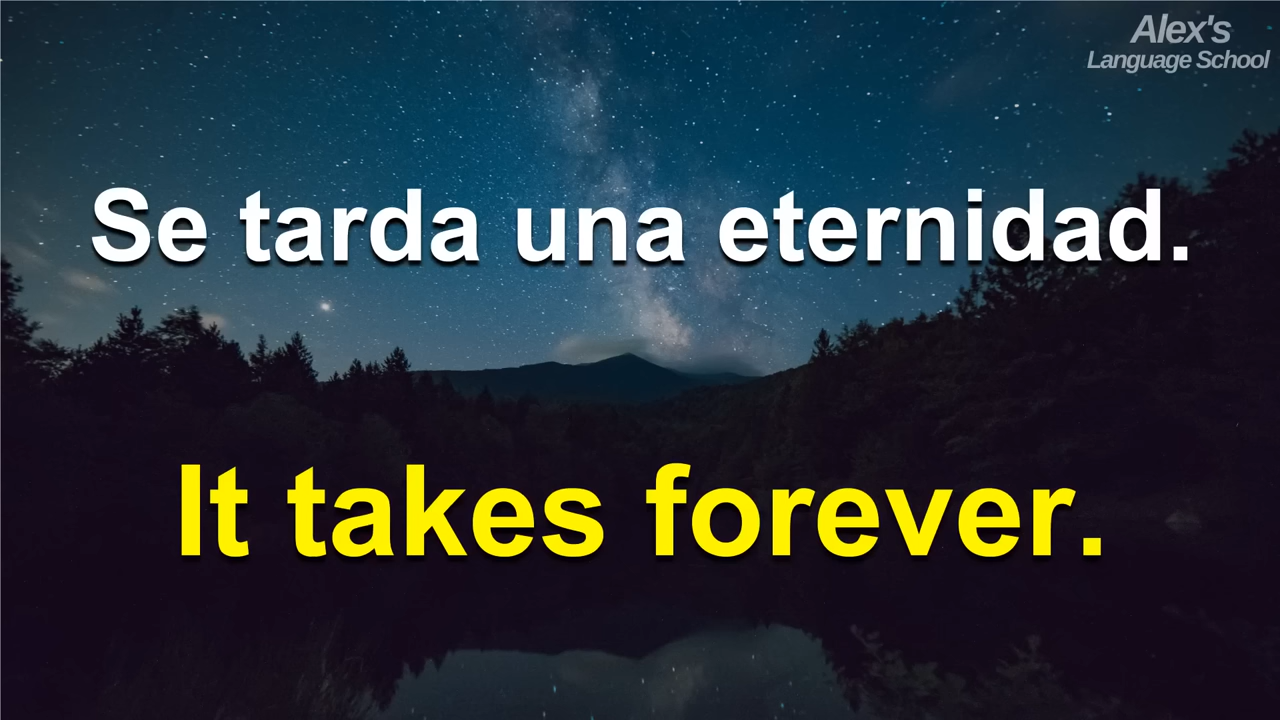 Alex's
Language School
Se tarda una eternidad.
It takes forever.